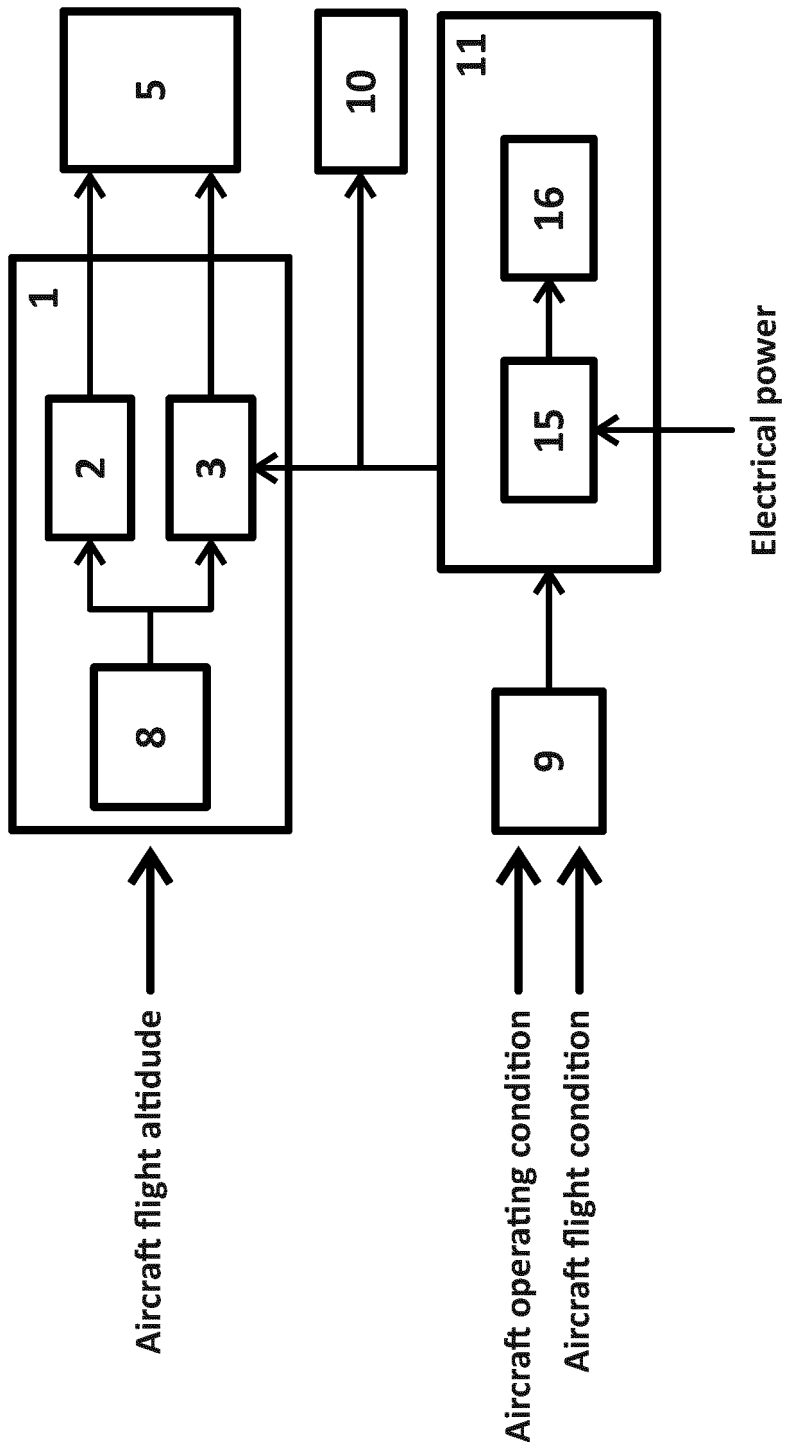 5
10
11
1
16
2
3
15
8
9
Electrical power
Aircraft flight altidude
Aircraft operating condition
Aircraft flight condition